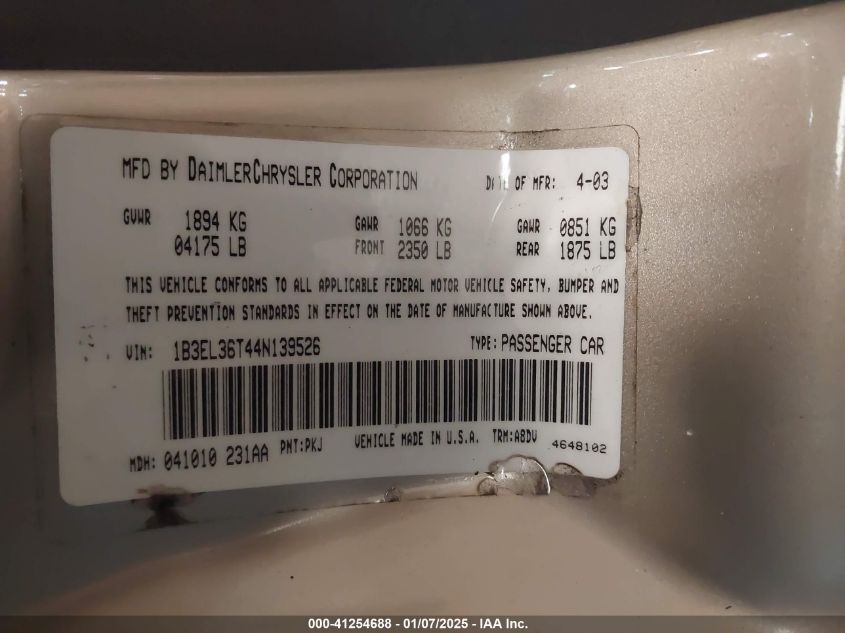 MFD BY DAIMLERCHRYSLER CORPORATION DATE OF MFR: 4-03
GVWR 1894 KG GAWR 1066 KG GAWR 0851 KG
04175 LB FRONT 2350 LB REAR 1875 LB
THIS VEHICLE CONFORMS TO ALL APPLICABLE FEDERAL MOTOR VEHICLE SAFETY, BUMPER AND
THEFT PREVENTION STANDARDS IN EFFECT ON THE DATE OF MANUFACTURE SHOWN ABOVE.
VIN: 1B3EL36T44N139526 TYPE: PASSENGER CAR
MDH: 041010 231AA PNT:PKJ VEHICLE MADE IN U.S.A. TRM:A8DV 4648102
000-41254688 - 01/07/2025 - IAA Inc.